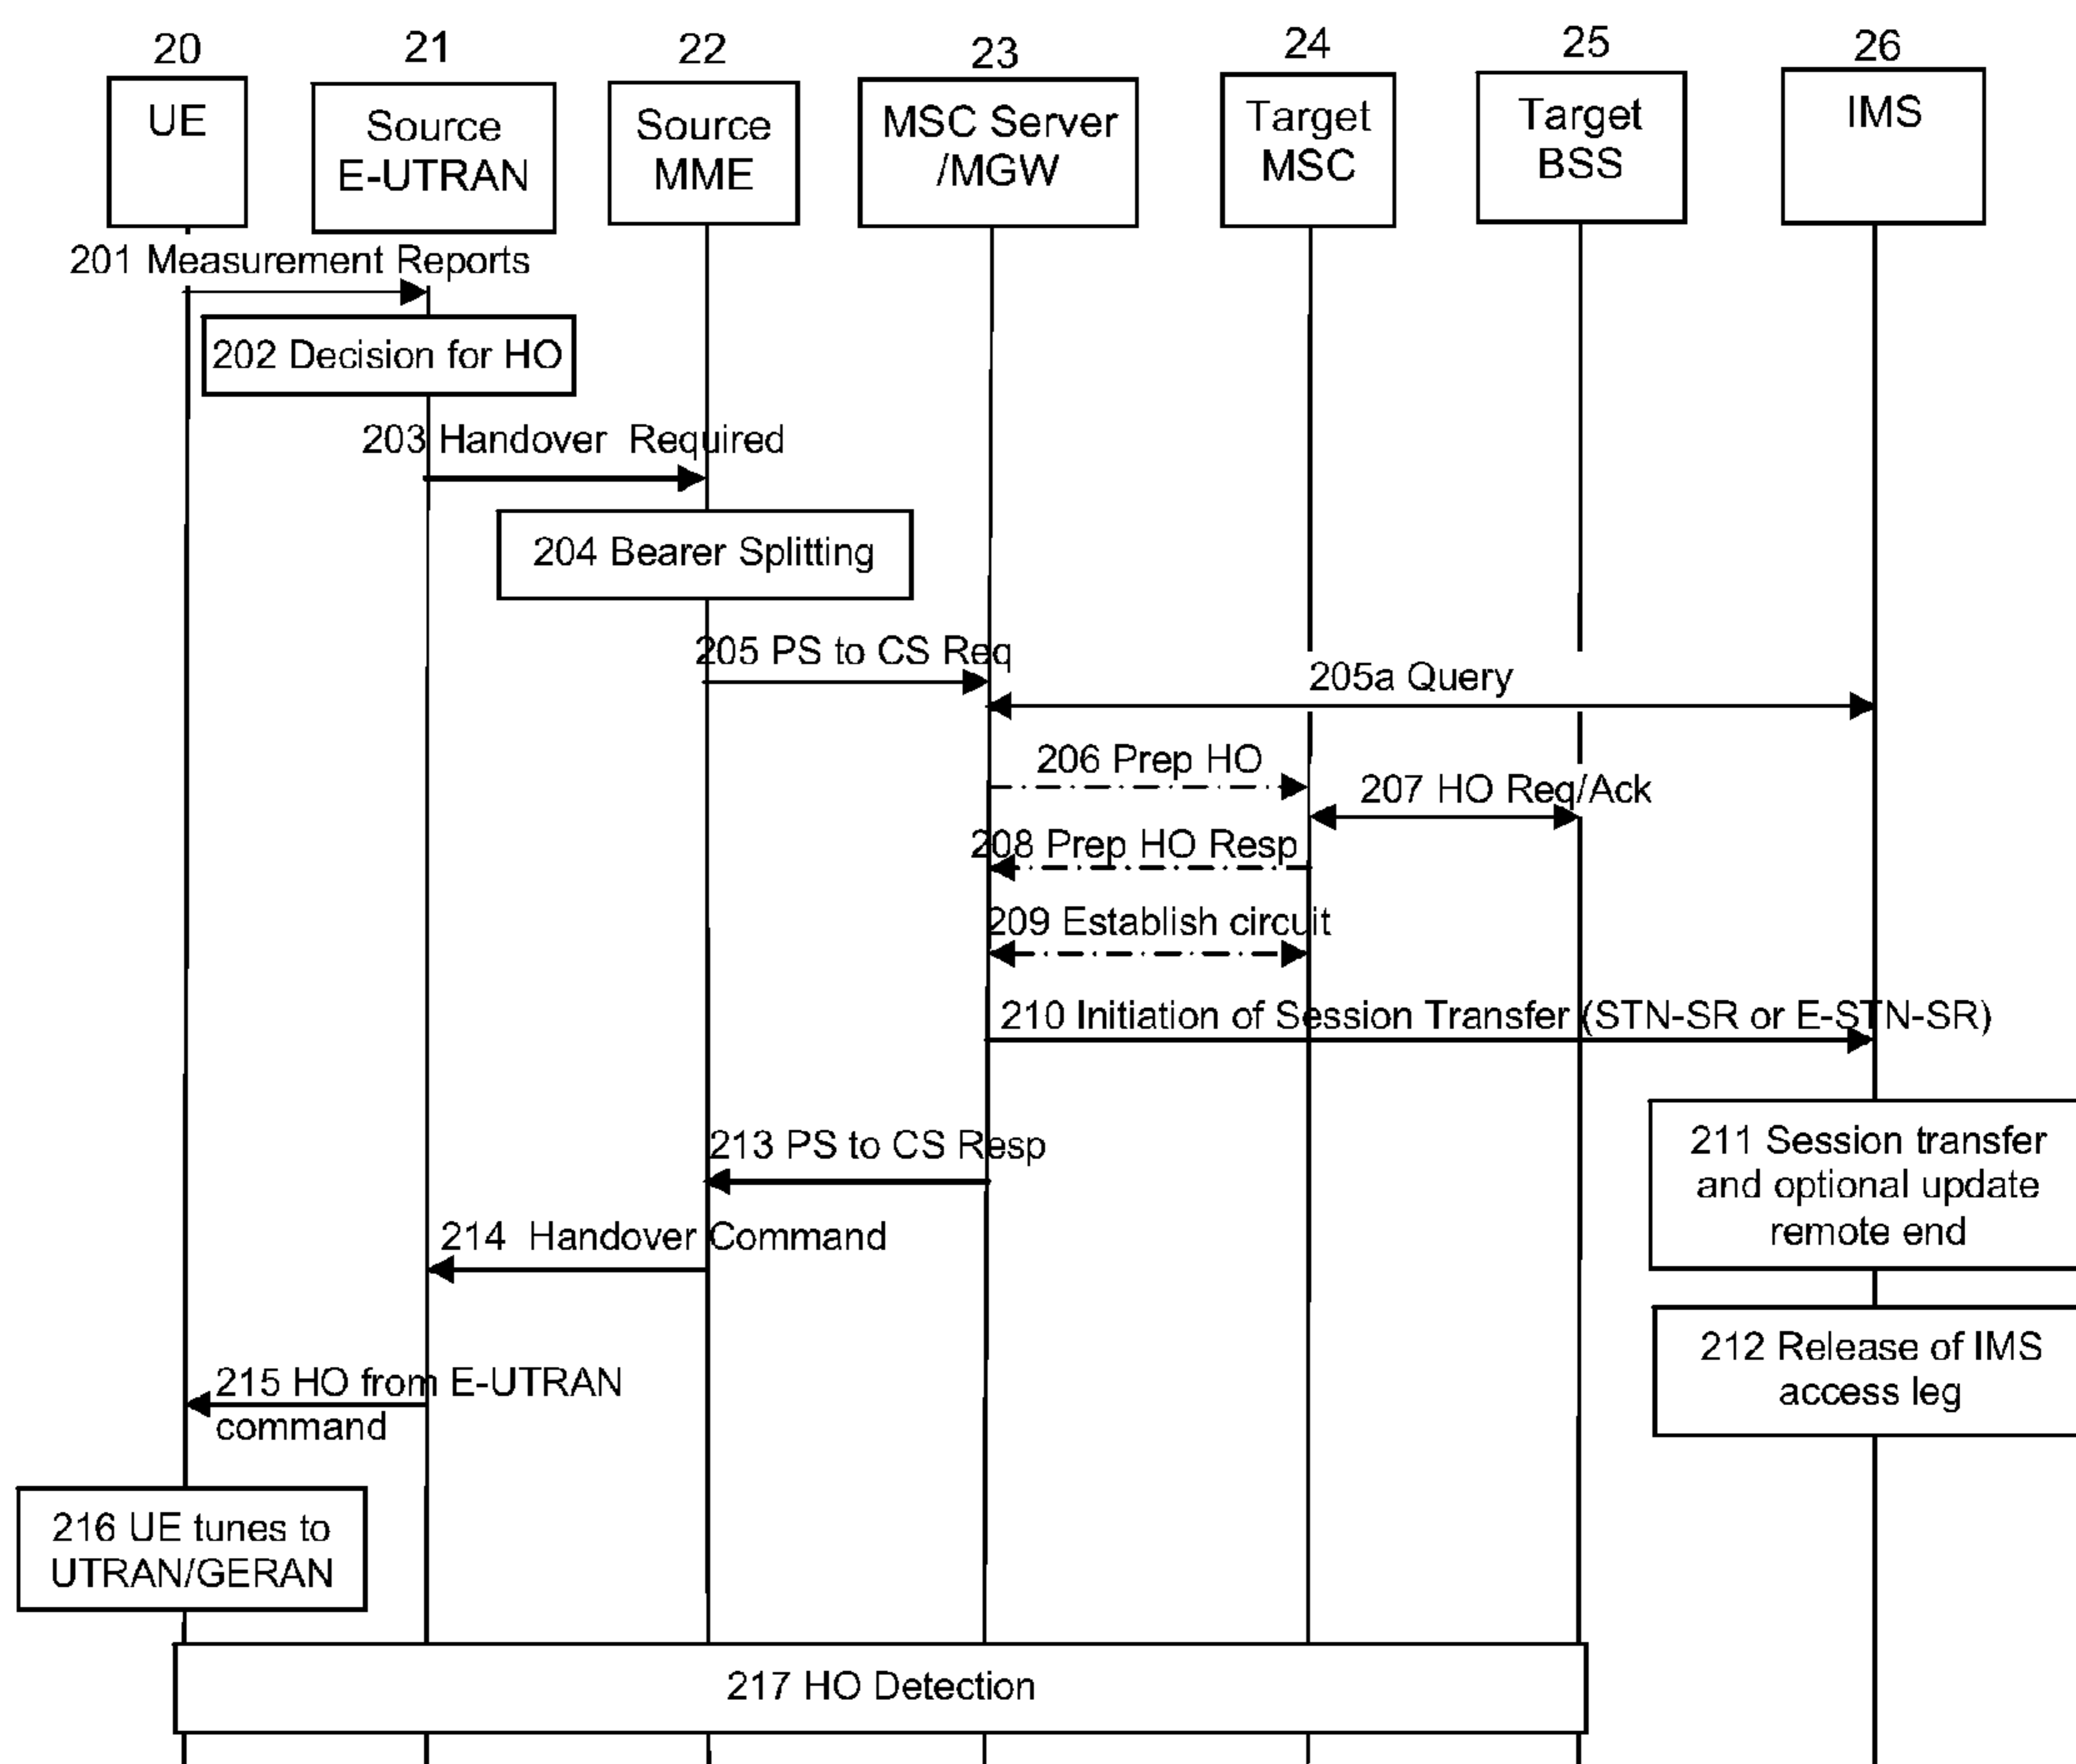 20
21
22
23
24
25
26
UE
Source
E-UTRAN
Source
MME
MSC Server
/MGW
Target
MSC
Target
BSS
IMS
201 Measurement Reports
202 Decision for HO
203 Handover Required
204 Bearer Splitting
205 PS to CS Req
205a Query
206 Prep HO
207 HO Req/Ack
208 Prep HO Resp
209 Establish circuit
210 Initiation of Session Transfer (STN-SR or E-STN-SR)
211 Session transfer
and optional update
remote end
213 PS to CS Resp
214 Handover Command
212 Release of IMS
access leg
215 HO from E-UTRAN
command
216 UE tunes to
UTRAN/GERAN
217 HO Detection